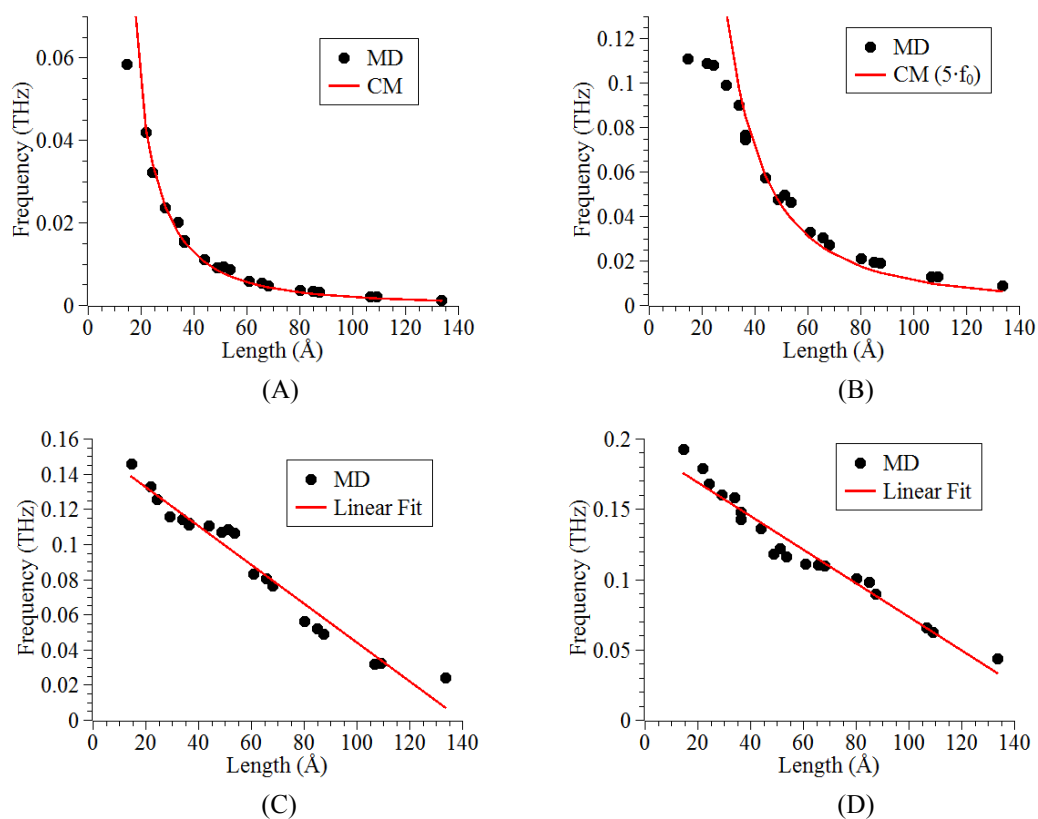 MD
CM
0.06
0.04
0.02
0
Frequency (THz)
0 20 40 60 80 100 120 140
Length (Å)
(A)
MD
CM (5·f₀)
0.12
0.1
0.08
0.06
0.04
0.02
0
Frequency (THz)
0 20 40 60 80 100 120 140
Length (Å)
(B)
MD
Linear Fit
0.16
0.14
0.12
0.1
0.08
0.06
0.04
0.02
0
Frequency (THz)
0 20 40 60 80 100 120 140
Length (Å)
(C)
MD
Linear Fit
0.2
0.15
0.1
0.05
0
Frequency (THz)
0 20 40 60 80 100 120 140
Length (Å)
(D)